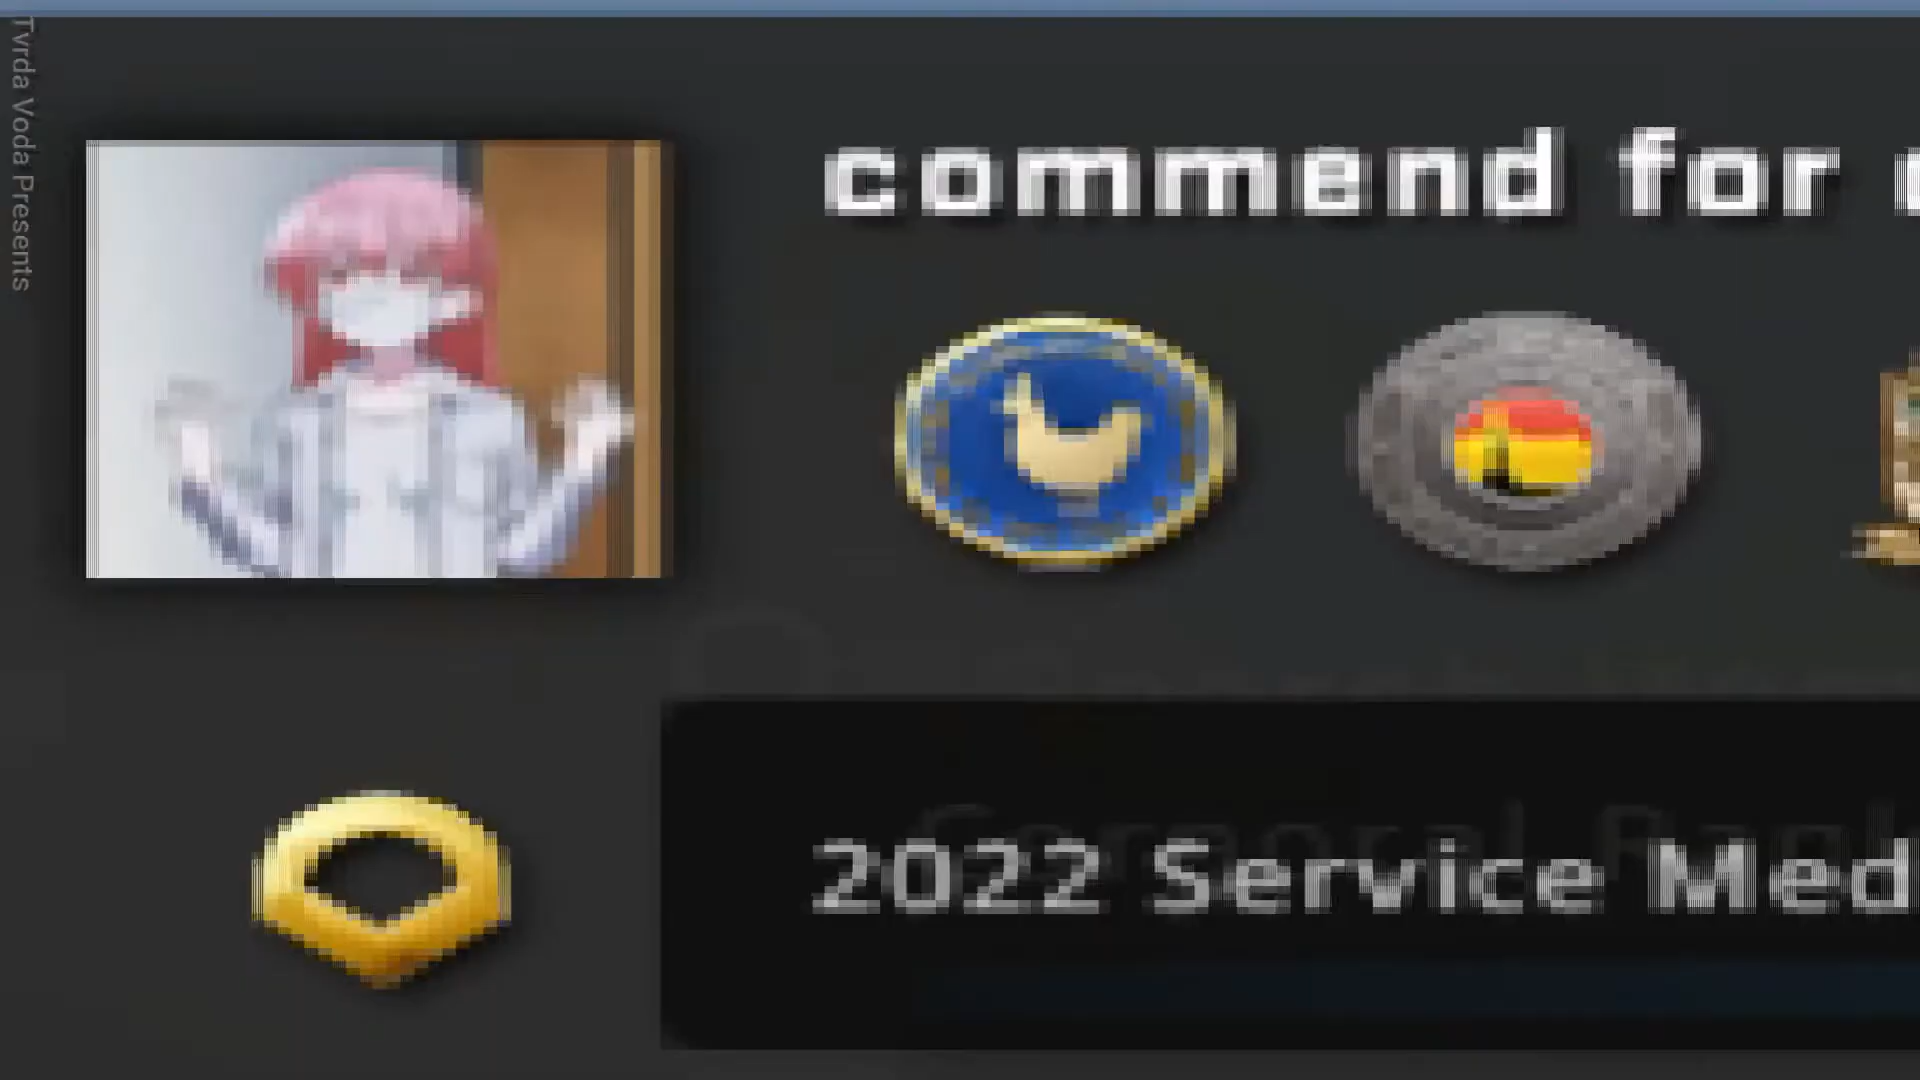 Tvrda Voda Presents
commend for
2022 Service Med